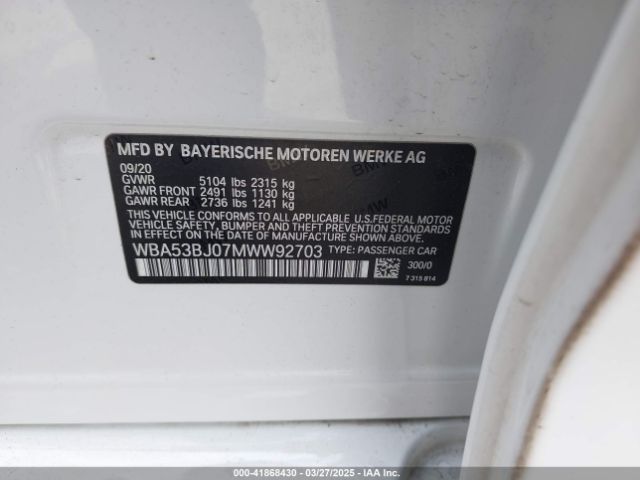 MFD BY BAYERISCHE MOTOREN WERKE AG
09/20
GVWR 5104 lbs 2315 kg
GAWR FRONT 2491 lbs 1130 kg
GAWR REAR 2736 lbs 1241 kg
THIS VEHICLE CONFORMS TO ALL APPLICABLE U.S.FEDERAL MOTOR
VEHICLE SAFETY, BUMPER, AND THEFT PREVENTION STANDARDS
IN EFFECT ON THE DATE OF MANUFACTURE SHOWN ABOVE.
WBA53BJ07MWW92703 TYPE: PASSENGER CAR
300/0
7 315 814
000-41868430 - 03/27/2025 - IAA Inc.